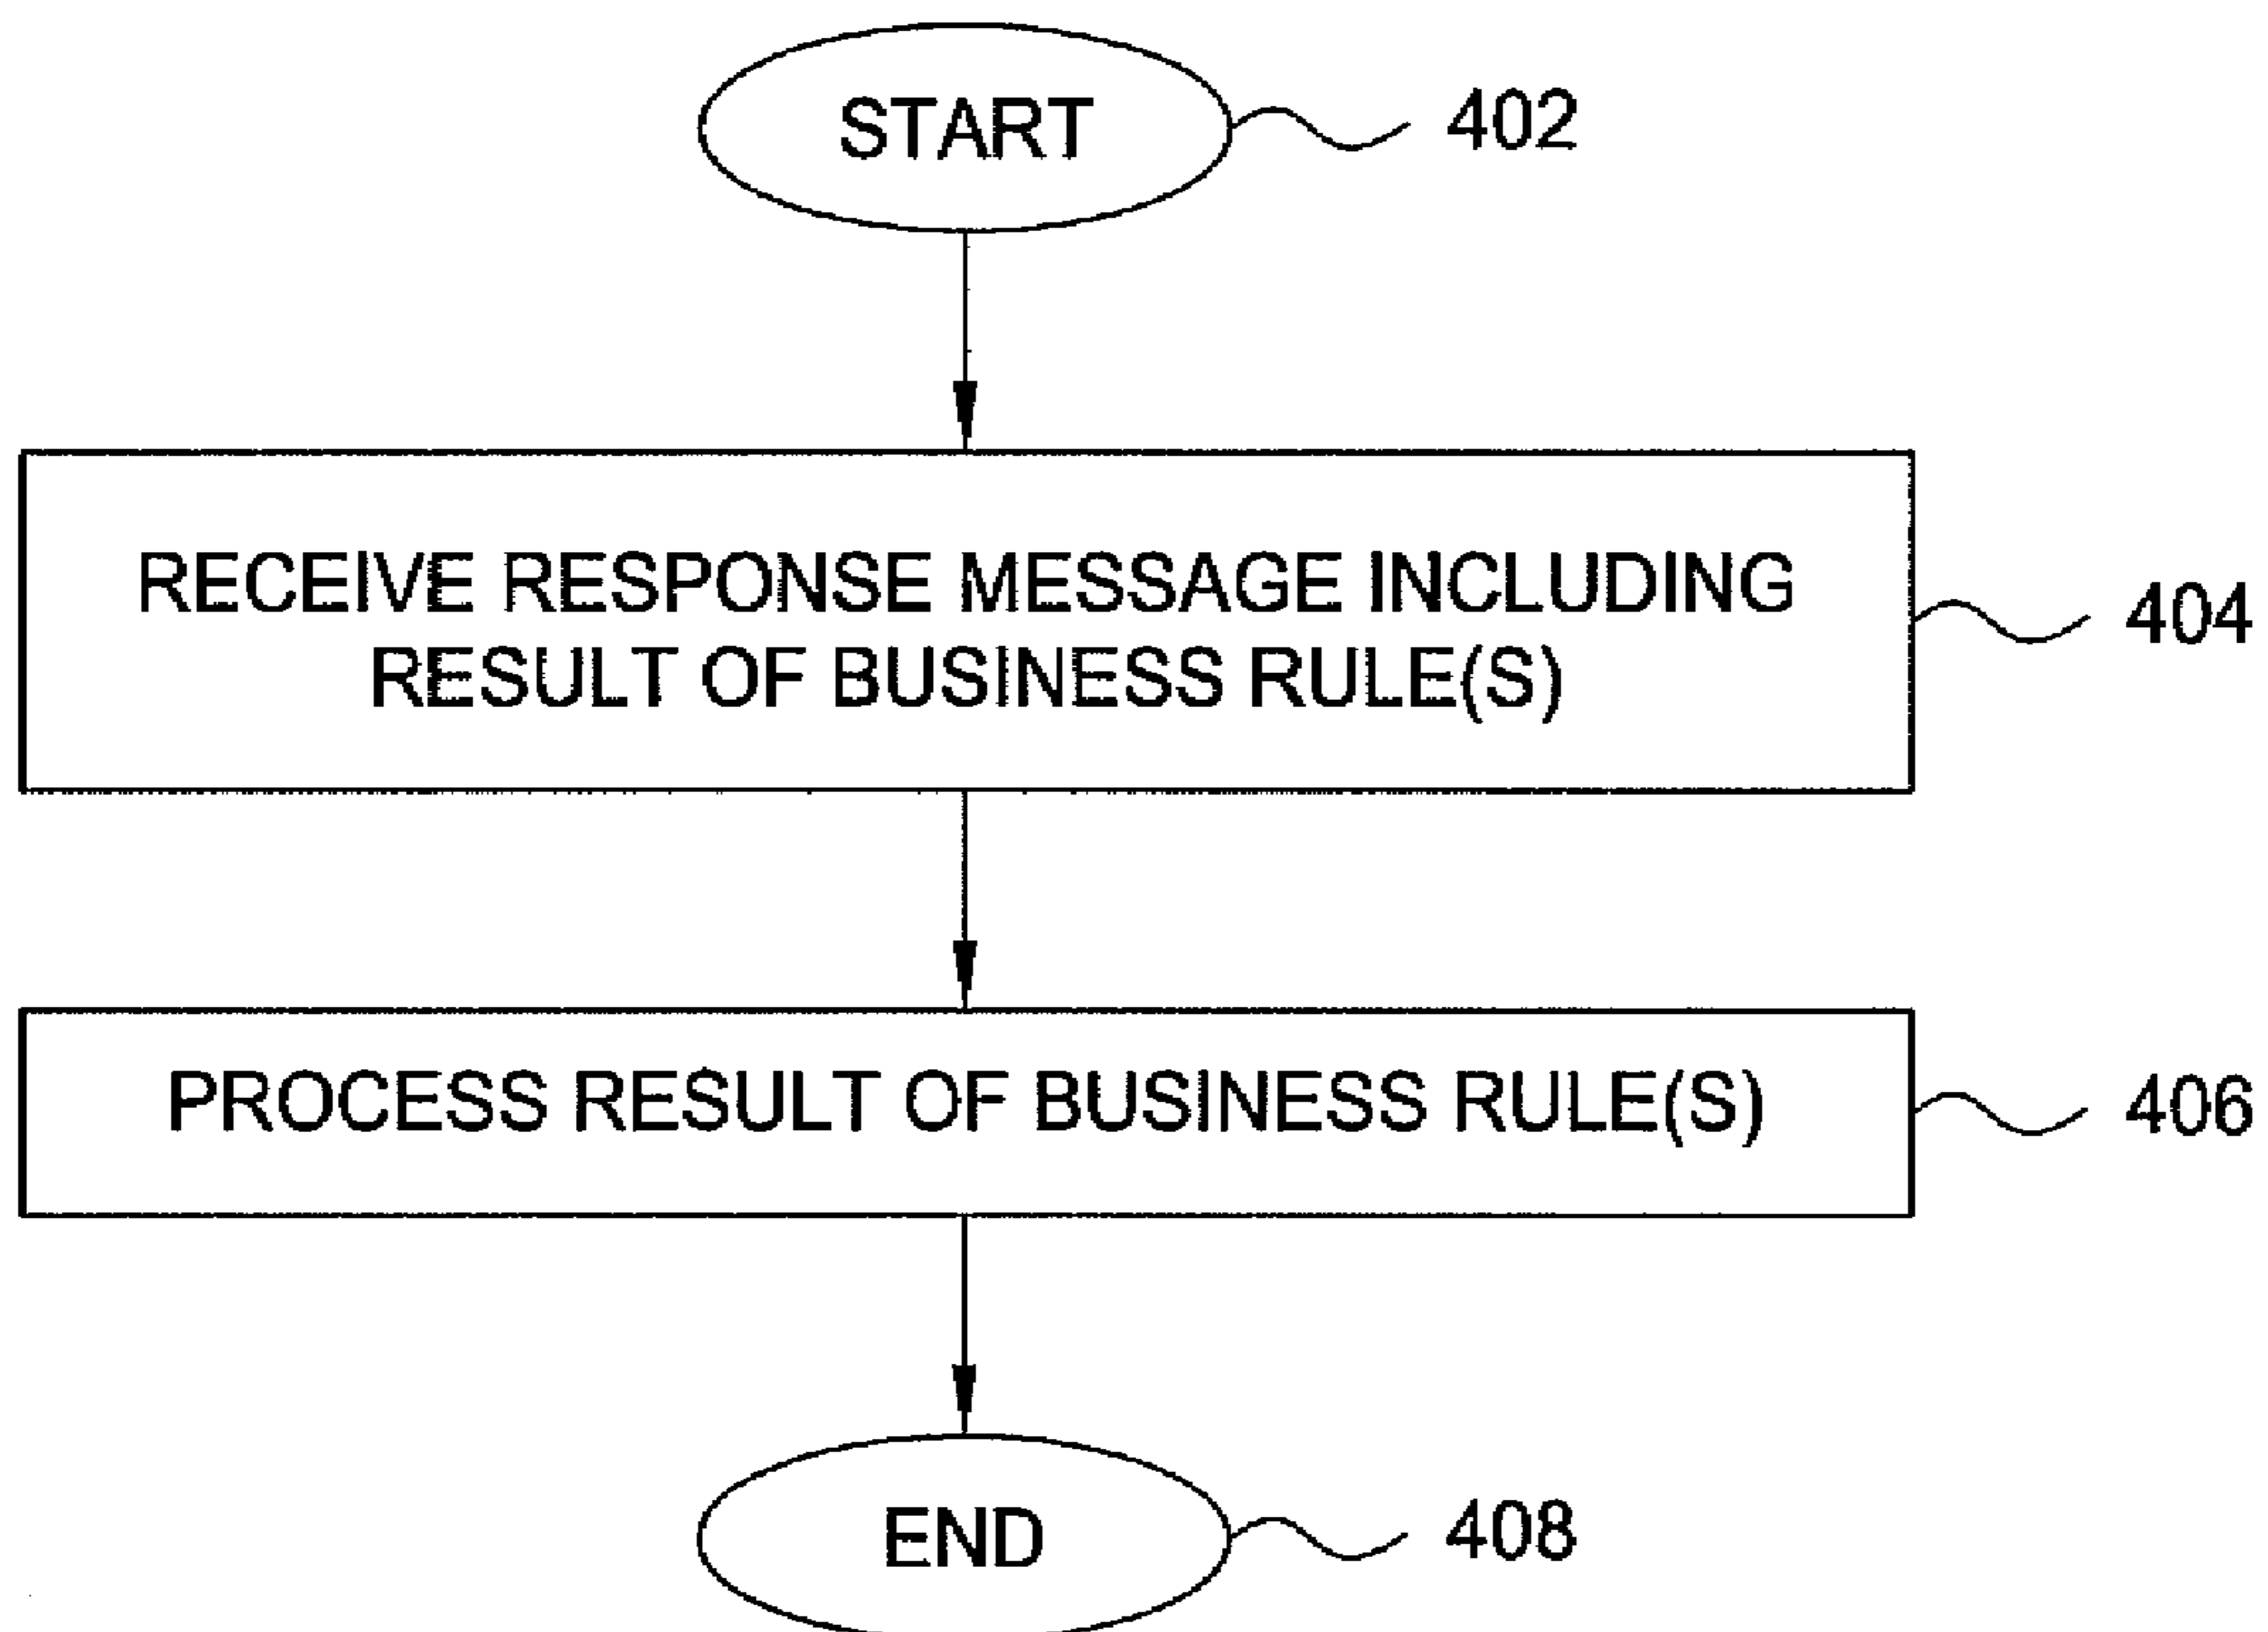 START
402
RECEIVE RESPONSE MESSAGE INCLUDING
RESULT OF BUSINESS RULE(S)
404
PROCESS RESULT OF BUSINESS RULE(S)
406
END
408